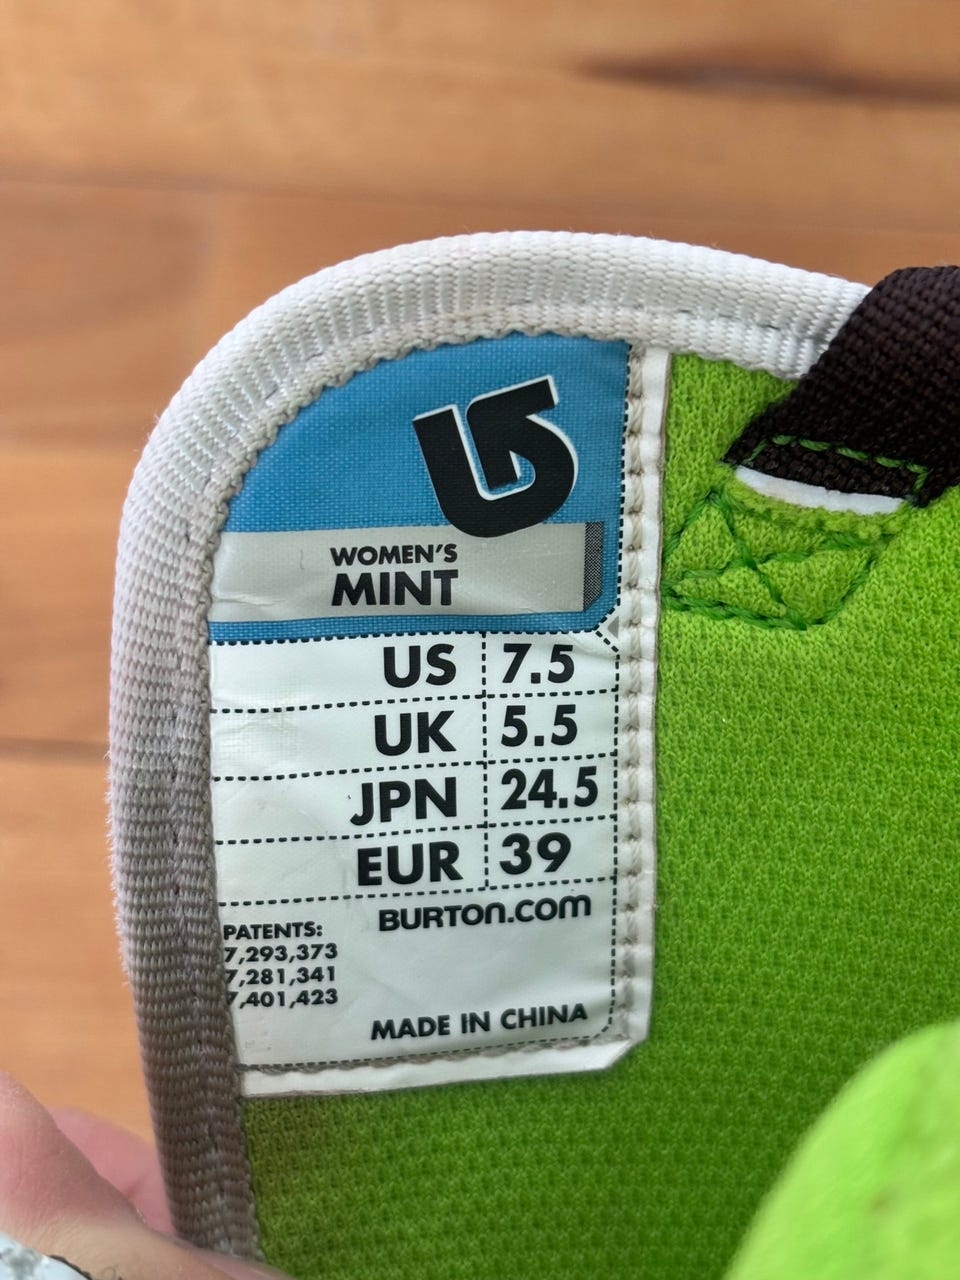 WOMEN'S
MINT
US 7.5
UK 5.5
JPN 24.5
EUR 39
BURTON.COM
PATENTS:
7,293,373
7,281,341
7,401,423
MADE IN CHINA